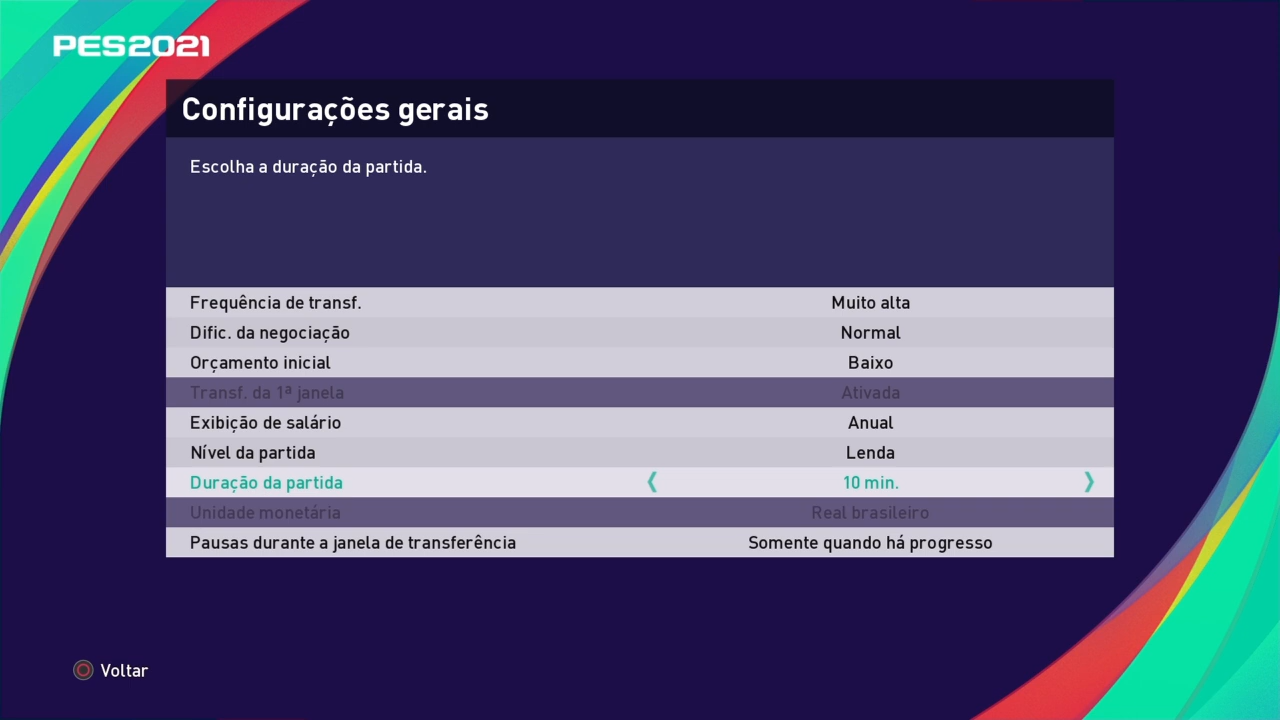 PES2021
Configurações gerais
Escolha a duração da partida.
Frequência de transf. Muito alta
Dific. da negociação Normal
Orçamento inicial Baixo
Transf. da 1ª janela Ativada
Exibição de salário Anual
Nível da partida Lenda
Duração da partida 10 min.
Unidade monetária Real brasileiro
Pausas durante a janela de transferência Somente quando há progresso
Voltar